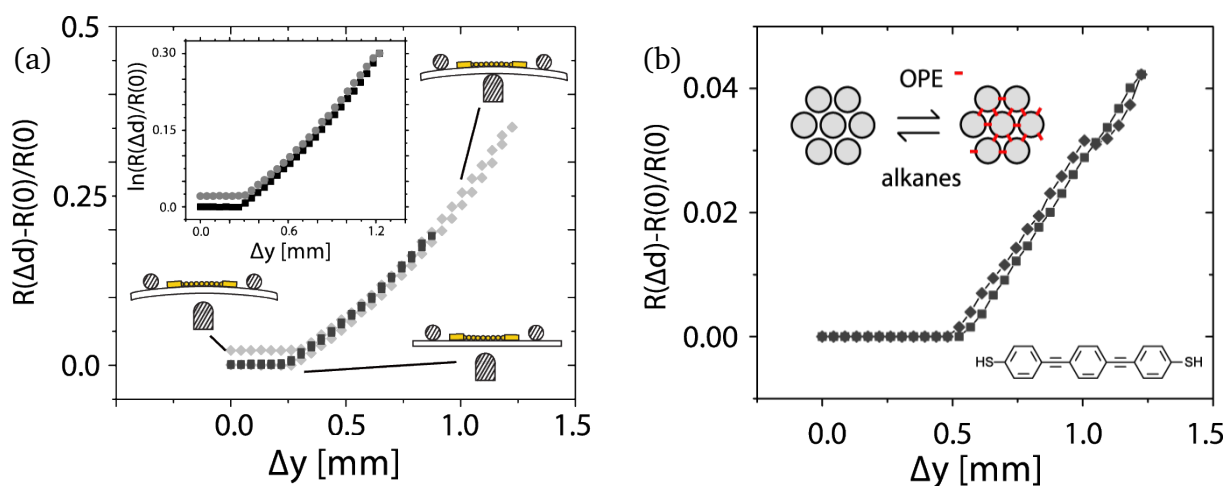 (a)
R(Δd)-R(0)/R(0)
0.5
0.25
0.0
ln(R(Δd)/R(0))
0.30
0.15
0.0
0.0 0.6 1.2
Δy [mm]
0.0 0.5 1.0 1.5
Δy [mm]
(b)
R(Δd)-R(0)/R(0)
0.04
0.02
0.00
OPE
alkanes
HS SH
0.0 0.5 1.0 1.5
Δy [mm]